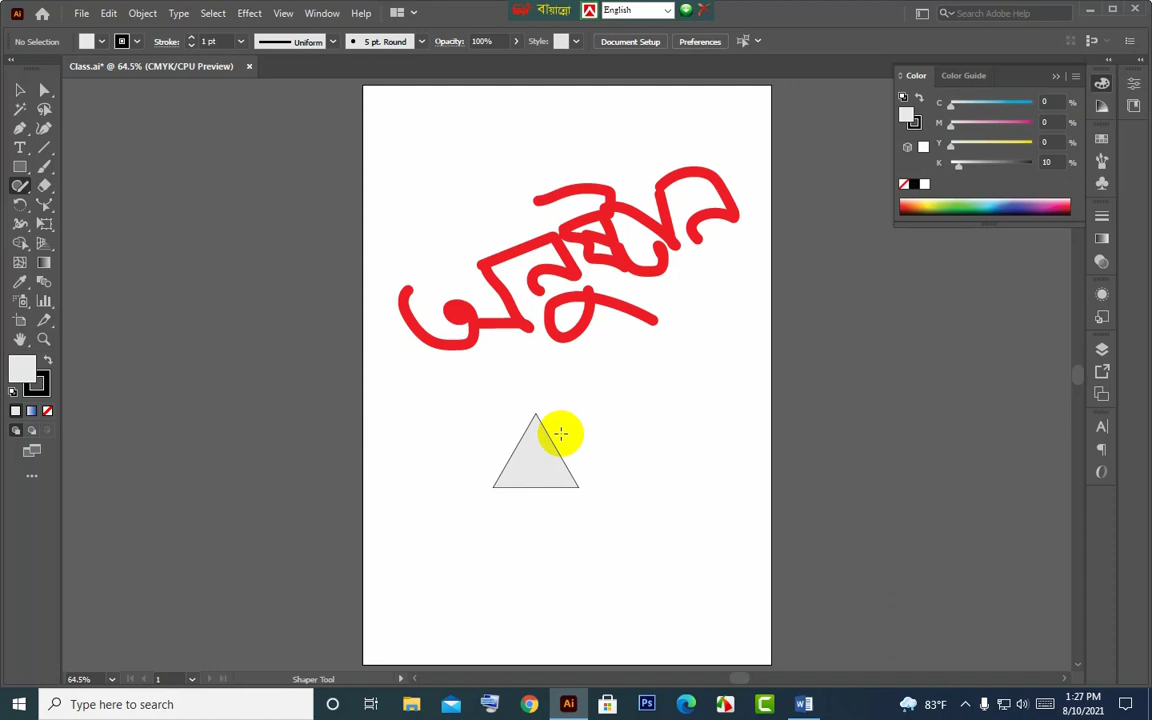 Ai File Edit Object Type Select Effect View Window Help বায়ান্নো English Search Adobe Help
No Selection Stroke: 1 pt Uniform 5 pt. Round Opacity: 100% Style: Document Setup Preferences
Class.ai* @ 64.5% (CMYK/CPU Preview)
Color Color Guide
C 0 %
M 0 %
Y 0 %
K 10 %
64.5% 1 Shaper Tool
Type here to search Ai Ps 83°F 1:27 PM
8/10/2021